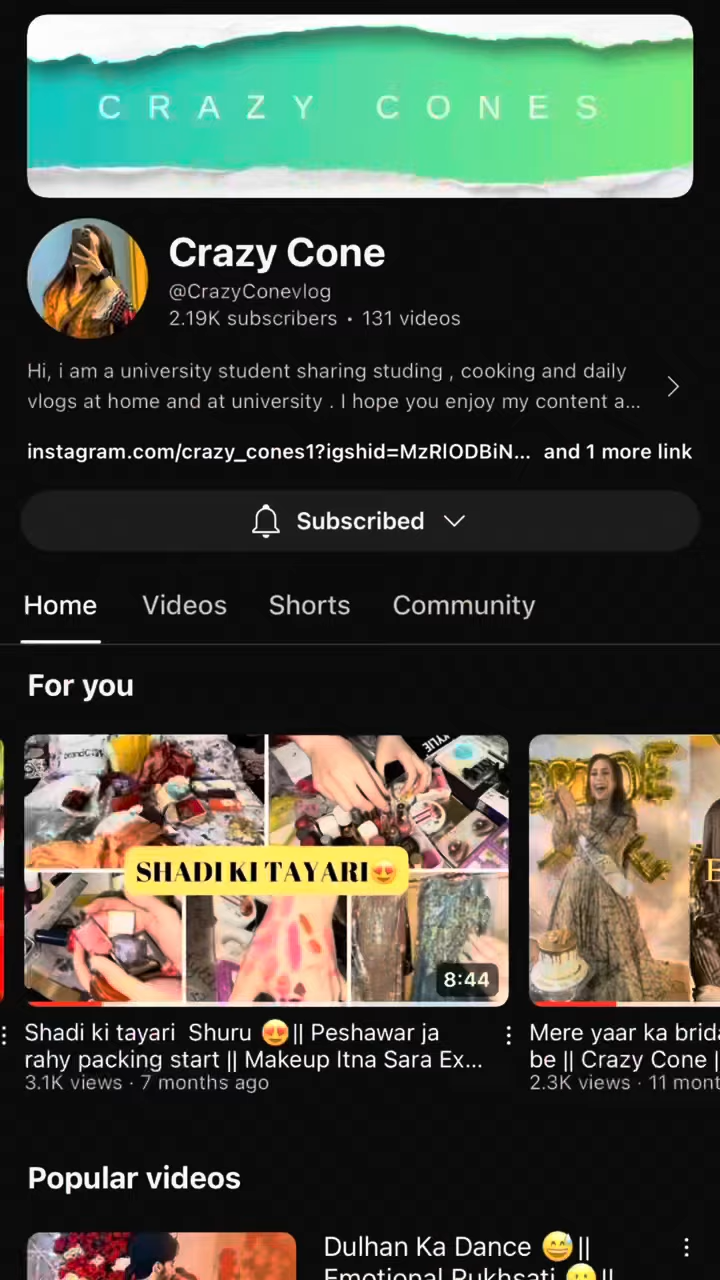 CRAZY CONES
Crazy Cone
@CrazyConevlog
2.19K subscribers • 131 videos
Hi, i am a university student sharing studing , cooking and daily
vlogs at home and at university . I hope you enjoy my content a...
instagram.com/crazy_cones1?igshid=MzRlODBiN... and 1 more link
Subscribed
Home Videos Shorts Community
For you
KYLIE
BRIDE
SHADI KI TAYARI😍
8:44
Shadi ki tayari Shuru 😍|| Peshawar ja
rahy packing start || Makeup Itna Sara Ex...
3.1K views · 7 months ago
Mere yaar ka brida
be || Crazy Cone |
2.3K views · 11 mont
Popular videos
Dulhan Ka Dance 😅||
Emotional Rukhsati 🥲||